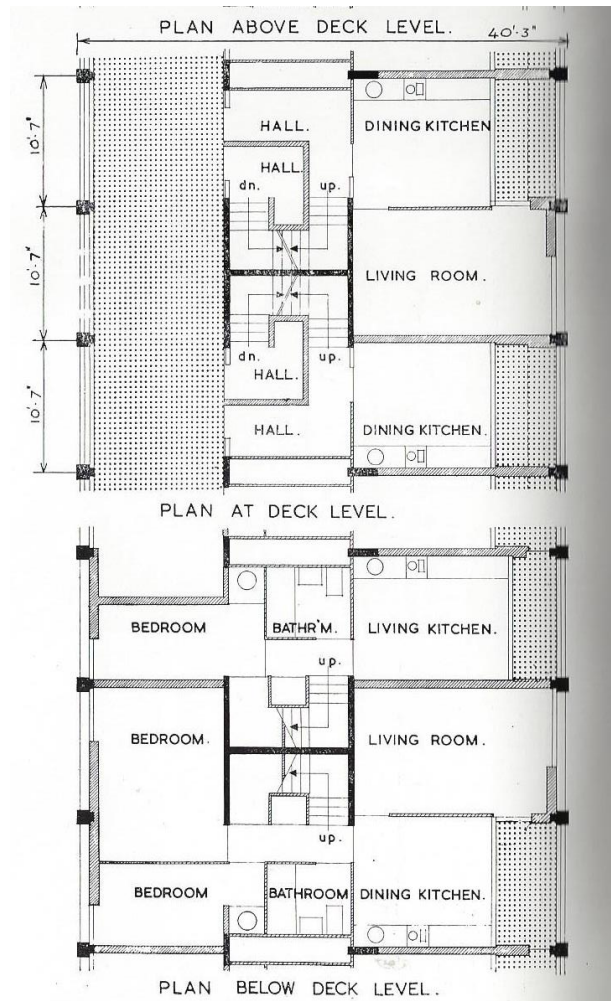 PLAN ABOVE DECK LEVEL.
40'·3"
HALL.
DINING KITCHEN
10'·7"
HALL.
dn.
up.
10'·7"
LIVING ROOM.
dn.
up.
HALL.
10'·7"
HALL.
DINING KITCHEN.
PLAN AT DECK LEVEL.
BEDROOM
BATHR'M.
LIVING KITCHEN.
up.
BEDROOM.
LIVING ROOM.
up.
BEDROOM
BATHROOM
DINING KITCHEN.
PLAN BELOW DECK LEVEL.